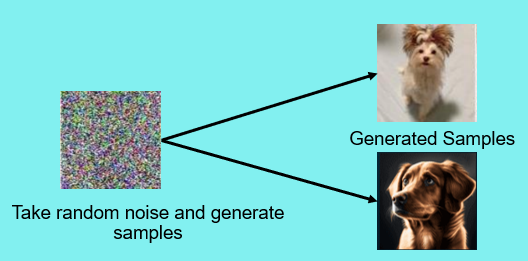 Generated Samples
Take random noise and generate
samples